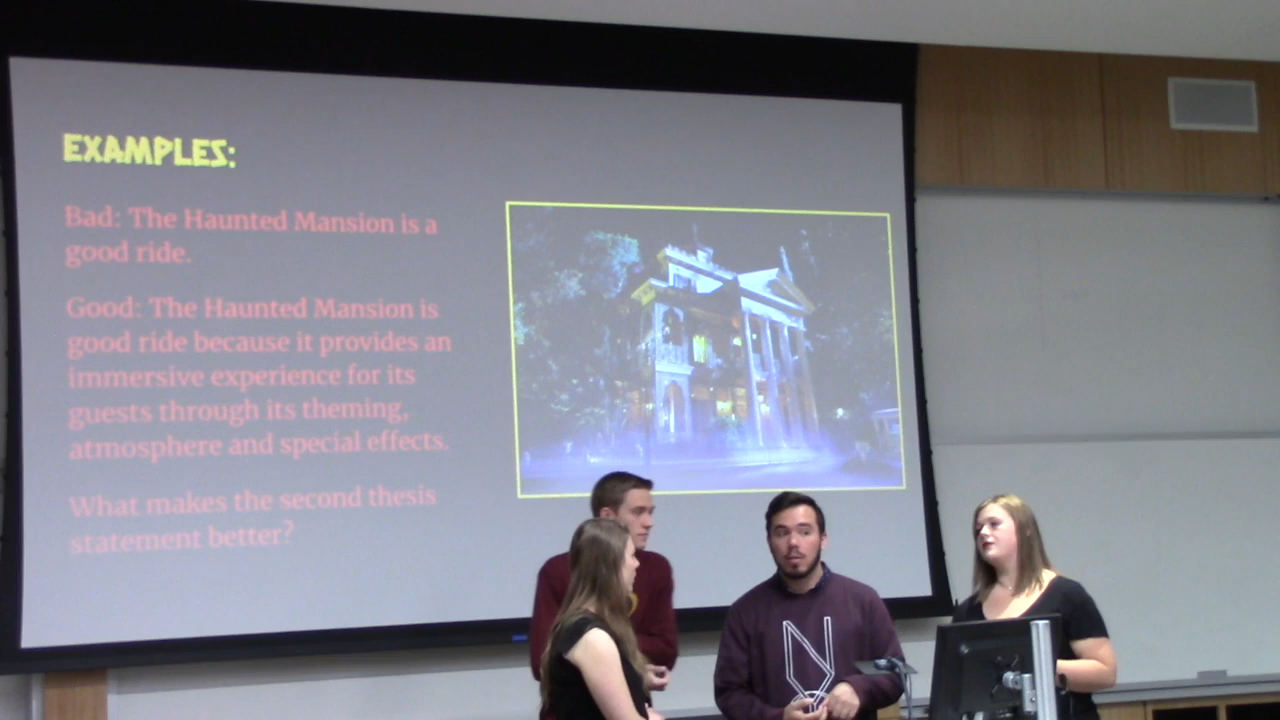 EXAMPLES:
Bad: The Haunted Mansion is a
good ride.
Good: The Haunted Mansion is
good ride because it provides an
immersive experience for its
guests through its theming,
atmosphere and special effects.
What makes the second thesis
statement better?
N